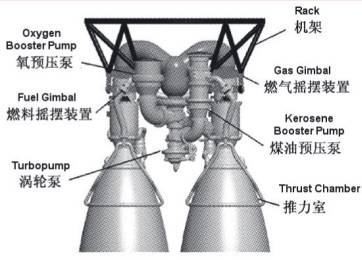 Oxygen
Booster Pump
氧预压泵
Fuel Gimbal
燃料摇摆装置
Turbopump
涡轮泵
Rack
机架
Gas Gimbal
燃气摇摆装置
Kerosene
Booster Pump
煤油预压泵
Thrust Chamber
推力室